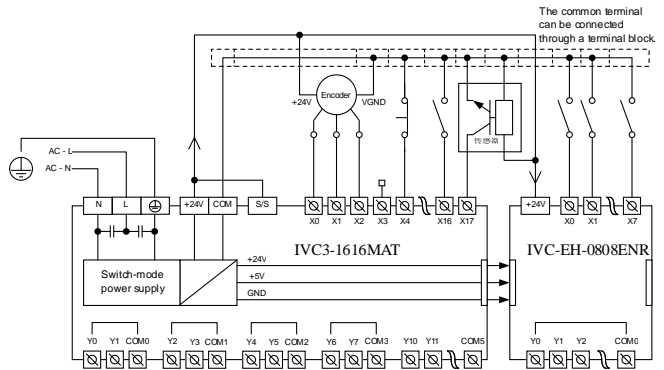 The common terminal
can be connected
through a terminal block.
+24V
Encoder
VGND
传感器
AC - L
AC - N
N
L
+24V
COM
S/S
X0
X1
X2
X3
X4
X16
X17
+24V
X0
X1
X7
IVC3-1616MAT
IVC-EH-0808ENR
Switch-mode
power supply
+24V
+5V
GND
Y0
Y1
COM0
Y2
Y3
COM1
Y4
Y5
COM2
Y6
Y7
COM3
Y10
Y11
COM5
Y0
Y1
Y2
COM0